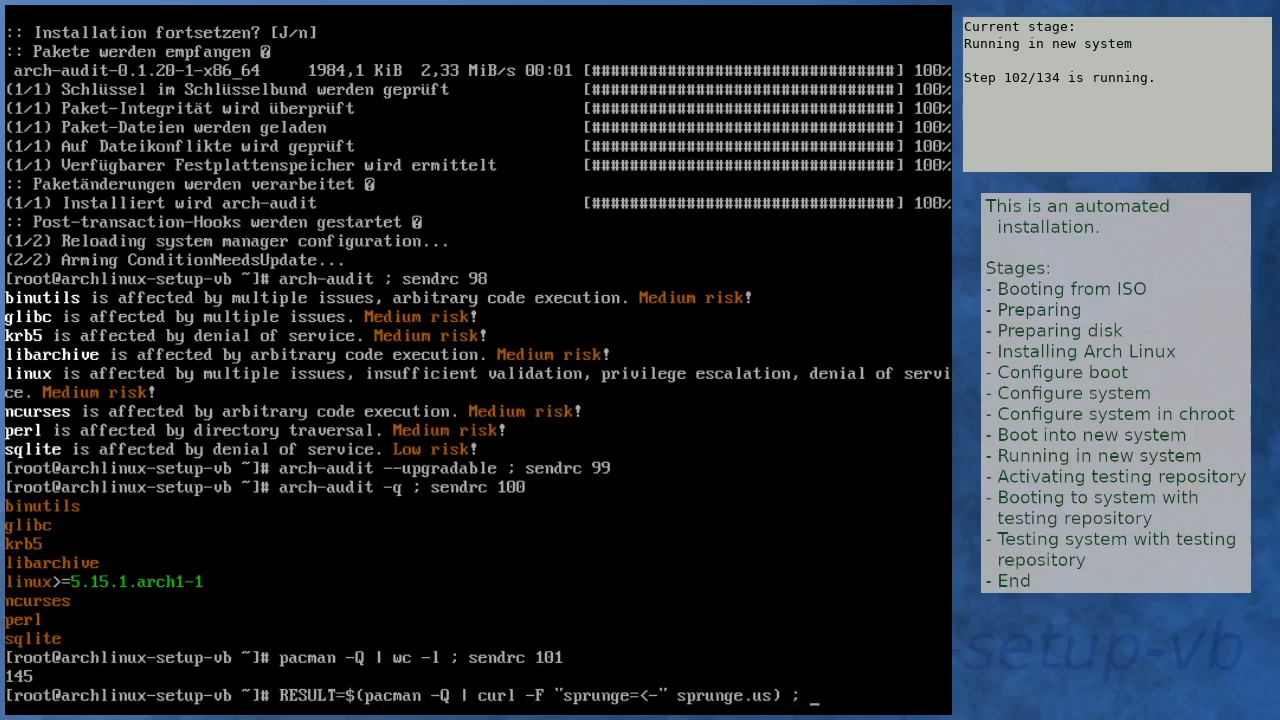 :: Installation fortsetzen? [J/n]
:: Pakete werden empfangen �
 arch-audit-0.1.20-1-x86_64     1984,1 KiB  2,33 MiB/s 00:01 [################################] 100%
(1/1) Schlüssel im Schlüsselbund werden geprüft              [################################] 100%
(1/1) Paket-Integrität wird überprüft                        [################################] 100%
(1/1) Paket-Dateien werden geladen                           [################################] 100%
(1/1) Auf Dateikonflikte wird geprüft                        [################################] 100%
(1/1) Verfügbarer Festplattenspeicher wird ermittelt         [################################] 100%
:: Paketänderungen werden verarbeitet �
(1/1) Installiert wird arch-audit                            [################################] 100%
:: Post-transaction-Hooks werden gestartet �
(1/2) Reloading system manager configuration...
(2/2) Arming ConditionNeedsUpdate...
[root@archlinux-setup-vb ~]# arch-audit ; sendrc 98
binutils is affected by multiple issues, arbitrary code execution. Medium risk!
glibc is affected by multiple issues. Medium risk!
krb5 is affected by denial of service. Medium risk!
libarchive is affected by arbitrary code execution. Medium risk!
linux is affected by multiple issues, insufficient validation, privilege escalation, denial of servi
ce. Medium risk!
ncurses is affected by arbitrary code execution. Medium risk!
perl is affected by directory traversal. Medium risk!
sqlite is affected by denial of service. Low risk!
[root@archlinux-setup-vb ~]# arch-audit --upgradable ; sendrc 99
[root@archlinux-setup-vb ~]# arch-audit -q ; sendrc 100
binutils
glibc
krb5
libarchive
linux>=5.15.1.arch1-1
ncurses
perl
sqlite
[root@archlinux-setup-vb ~]# pacman -Q | wc -l ; sendrc 101
145
[root@archlinux-setup-vb ~]# RESULT=$(pacman -Q | curl -F "sprunge=<-" sprunge.us) ; _
Current stage:
Running in new system
Step 102/134 is running.
This is an automated
installation.
Stages:
- Booting from ISO
- Preparing
- Preparing disk
- Installing Arch Linux
- Configure boot
- Configure system
- Configure system in chroot
- Boot into new system
- Running in new system
- Activating testing repository
- Booting to system with
testing repository
- Testing system with testing
repository
- End
-setup-vb